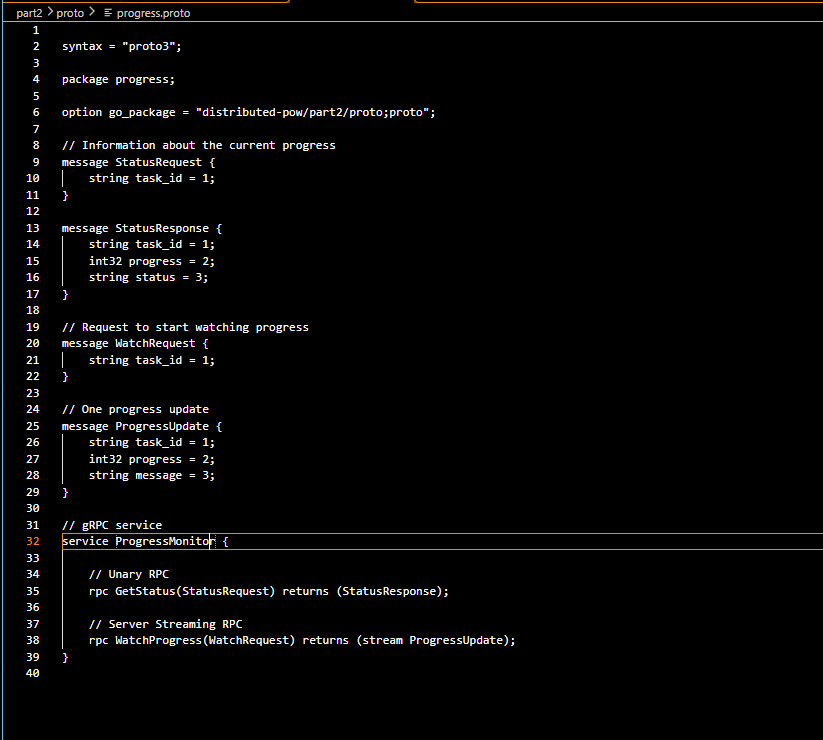 part2 > proto > progress.proto
1
2 syntax = "proto3";
3
4 package progress;
5
6 option go_package = "distributed-pow/part2/proto;proto";
7
8 // Information about the current progress
9 message StatusRequest {
10     string task_id = 1;
11 }
12
13 message StatusResponse {
14     string task_id = 1;
15     int32 progress = 2;
16     string status = 3;
17 }
18
19 // Request to start watching progress
20 message WatchRequest {
21     string task_id = 1;
22 }
23
24 // One progress update
25 message ProgressUpdate {
26     string task_id = 1;
27     int32 progress = 2;
28     string message = 3;
29 }
30
31 // gRPC service
32 service ProgressMonitor {
33
34     // Unary RPC
35     rpc GetStatus(StatusRequest) returns (StatusResponse);
36
37     // Server Streaming RPC
38     rpc WatchProgress(WatchRequest) returns (stream ProgressUpdate);
39 }
40